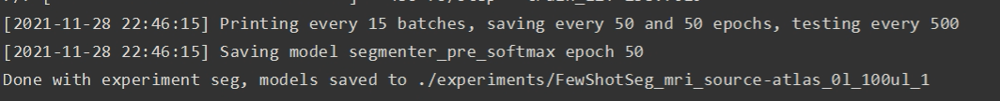 [2021-11-28 22:46:15] Printing every 15 batches, saving every 50 and 50 epochs, testing every 500
[2021-11-28 22:46:15] Saving model segmenter_pre_softmax epoch 50
Done with experiment seg, models saved to ./experiments/FewShotSeg_mri_source-atlas_0l_100ul_1